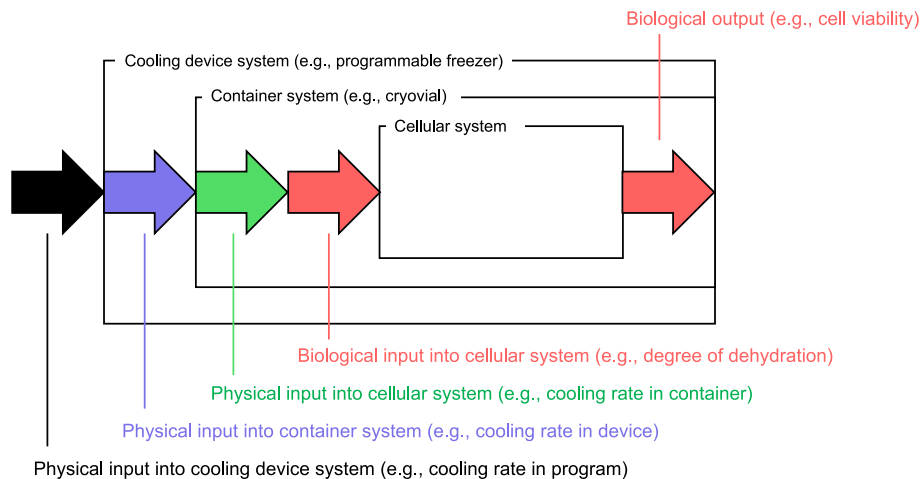 Biological output (e.g., cell viability)
Cooling device system (e.g., programmable freezer)
Container system (e.g., cryovial)
Cellular system
Biological input into cellular system (e.g., degree of dehydration)
Physical input into cellular system (e.g., cooling rate in container)
Physical input into container system (e.g., cooling rate in device)
Physical input into cooling device system (e.g., cooling rate in program)